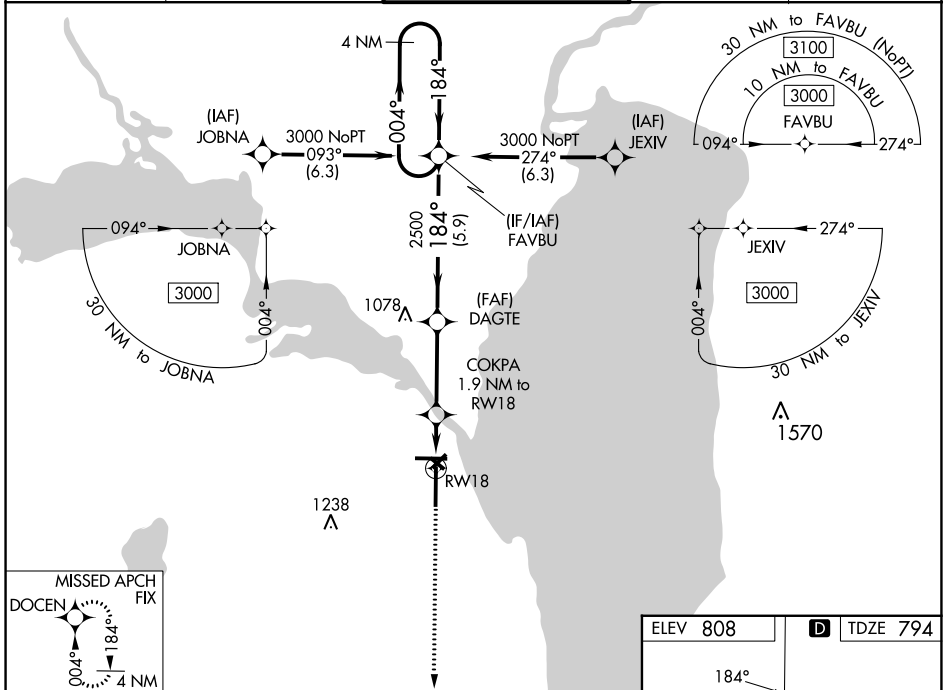 4 NM
004°
184°
(IAF)
JOBNA
3000 NoPT
093°
(6.3)
3000 NoPT
274°
(6.3)
(IAF)
JEXIV
(IF/IAF)
FAVBU
2500
184°
(5.9)
30 NM to FAVBU (NoPT)
3100
10 NM to FAVBU
3000
FAVBU
094°
274°
094°
JOBNA
3000
004°
30 NM to JOBNA
274°
JEXIV
3000
004°
30 NM to JEXIV
1078
(FAF)
DAGTE
COKPA
1.9 NM to
RW18
RW18
1570
1238
MISSED APCH
FIX
DOCEN
184°
004°
4 NM
ELEV 808
D
TDZE 794
184°